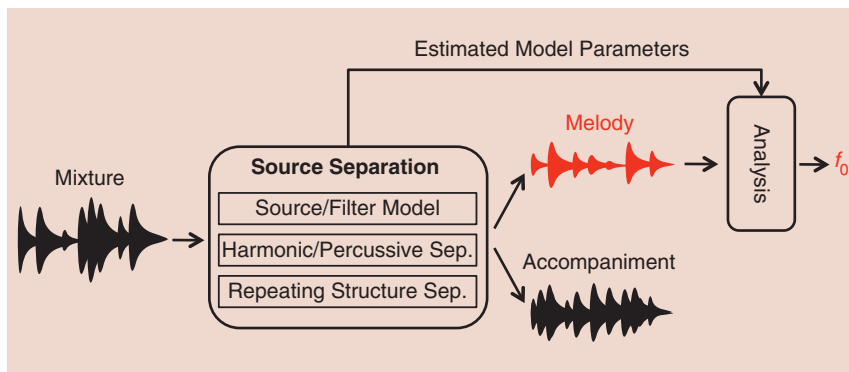 Estimated Model Parameters
Mixture
Source Separation
Source/Filter Model
Harmonic/Percussive Sep.
Repeating Structure Sep.
Melody
Accompaniment
Analysis
f0